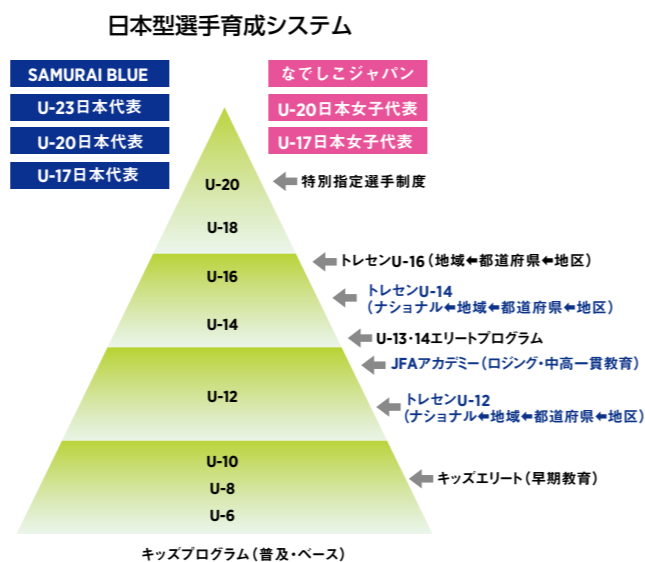 日本型選手育成システム
SAMURAI BLUE
U-23日本代表
U-20日本代表
U-17日本代表
なでしこジャパン
U-20日本女子代表
U-17日本女子代表
U-20
特別指定選手制度
U-18
トレセンU-16（地域⬅都道府県⬅地区）
U-16
トレセンU-14
（ナショナル⬅地域⬅都道府県⬅地区）
U-14
U-13・14エリートプログラム
JFAアカデミー（ロジング・中高一貫教育）
U-12
トレセンU-12
（ナショナル⬅地域⬅都道府県⬅地区）
U-10
キッズエリート（早期教育）
U-8
U-6
キッズプログラム（普及・ベース）